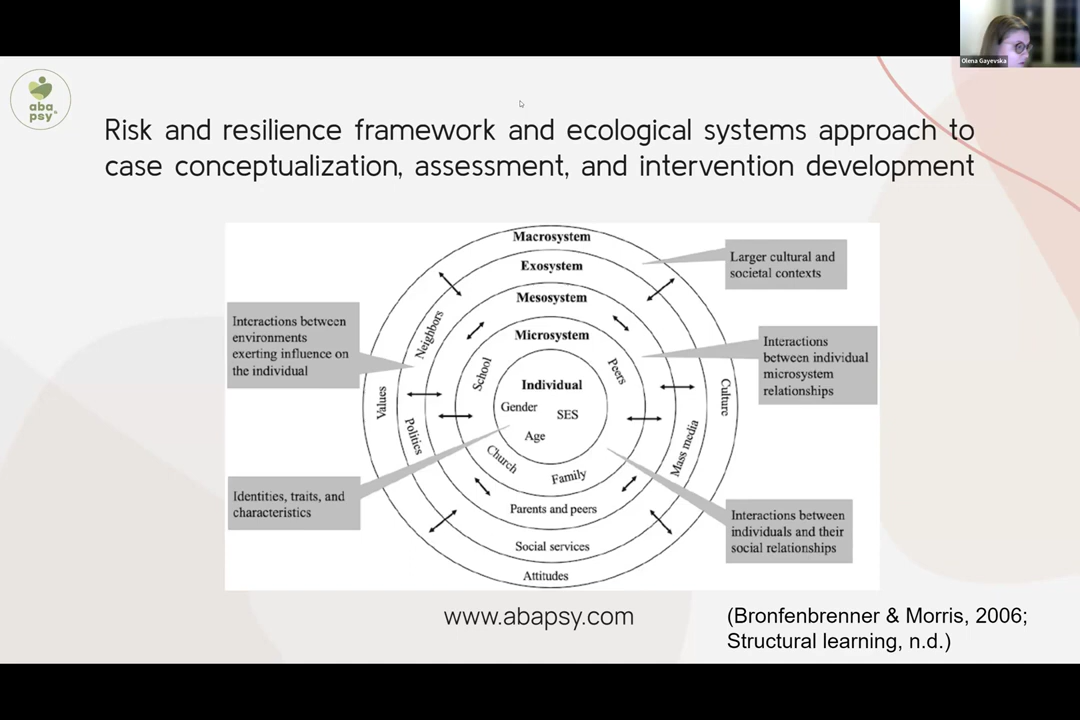 Olena Gayevska
aba
psy®
Risk and resilience framework and ecological systems approach to
case conceptualization, assessment, and intervention development
Macrosystem
Exosystem
Mesosystem
Microsystem
Individual
Gender
SES
Age
School
Peers
Church
Family
Parents and peers
Neighbors
Politics
Mass media
Social services
Values
Culture
Attitudes
Larger cultural and
societal contexts
Interactions between
environments
exerting influence on
the individual
Interactions
between individual
microsystem
relationships
Identities, traits, and
characteristics
Interactions between
individuals and their
social relationships
www.abapsy.com
(Bronfenbrenner & Morris, 2006;
Structural learning, n.d.)